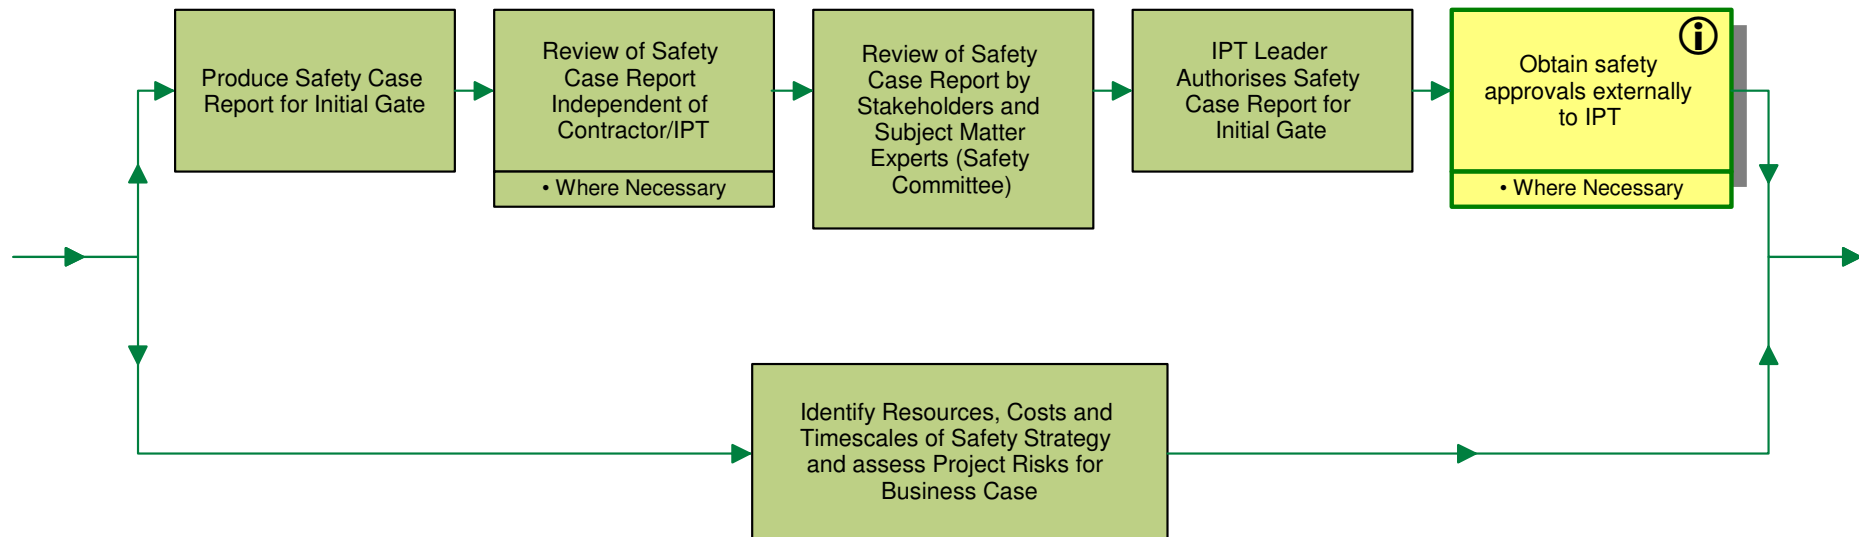 Produce Safety Case
Report for Initial Gate
Review of Safety
Case Report
Independent of
Contractor/IPT
• Where Necessary
Review of Safety
Case Report by
Stakeholders and
Subject Matter
Experts (Safety
Committee)
IPT Leader
Authorises Safety
Case Report for
Initial Gate
Obtain safety
approvals externally
to IPT
• Where Necessary
Identify Resources, Costs and
Timescales of Safety Strategy
and assess Project Risks for
Business Case